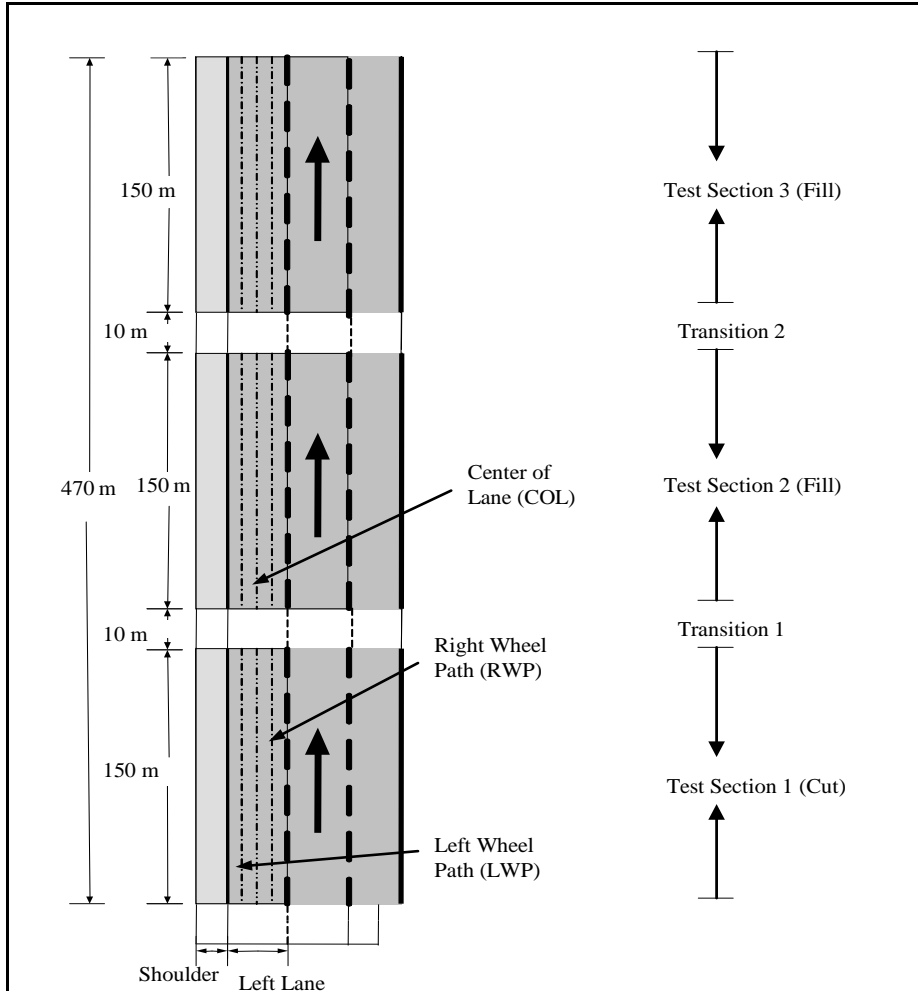 150 m
Test Section 3 (Fill)
10 m
Transition 2
470 m
150 m
Center of
Lane (COL)
Test Section 2 (Fill)
10 m
Transition 1
Right Wheel
Path (RWP)
150 m
Test Section 1 (Cut)
Left Wheel
Path (LWP)
Shoulder
Left Lane